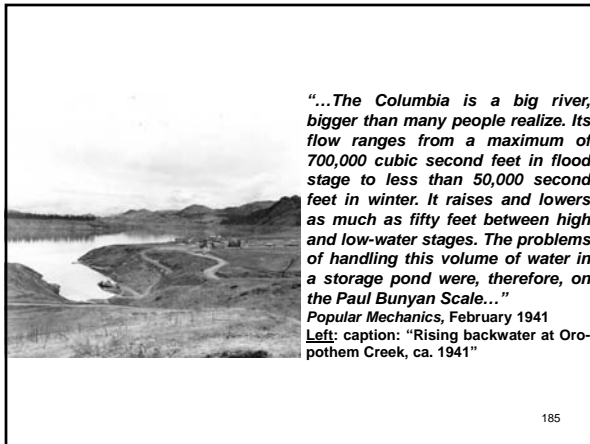 “…The Columbia is a big river,
bigger than many people realize. Its
flow ranges from a maximum of
700,000 cubic second feet in flood
stage to less than 50,000 second
feet in winter. It raises and lowers
as much as fifty feet between high
and low-water stages. The problems
of handling this volume of water in
a storage pond were, therefore, on
the Paul Bunyan Scale…”
Popular Mechanics, February 1941
Left: caption: “Rising backwater at Oro-
pothem Creek, ca. 1941”
185